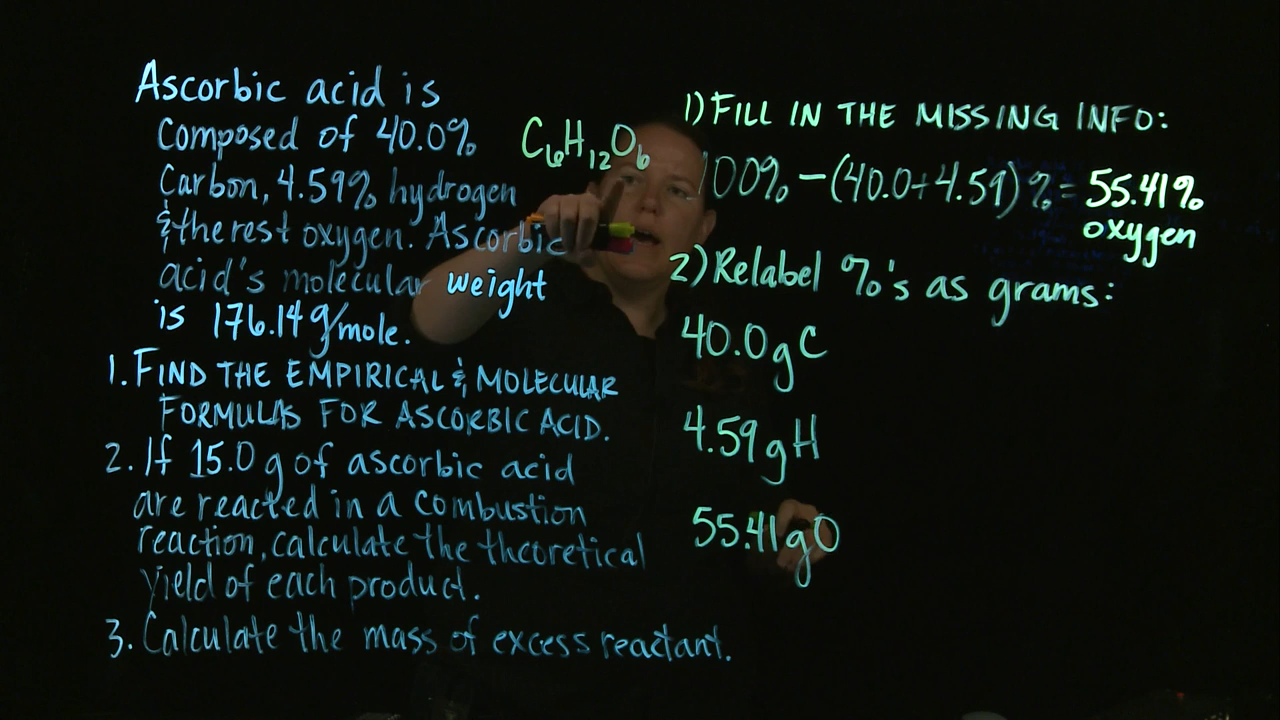 Ascorbic acid is
Composed of 40.0%
Carbon, 4.59% hydrogen
& the rest oxygen. Ascorbic
acid's molecular weight
is 176.14 g/mole.
1. FIND THE EMPIRICAL & MOLECULAR
FORMULAS FOR ASCORBIC ACID.
2. If 15.0 g of ascorbic acid
are reacted in a combustion
reaction, calculate the theoretical
yield of each product.
3. Calculate the mass of excess reactant.
C6H12O6
1) FILL IN THE MISSING INFO:
100% - (40.0+4.59)% = 55.41%
oxygen
2) Relabel %'s as grams:
40.0 g C
4.59 g H
55.41 g O